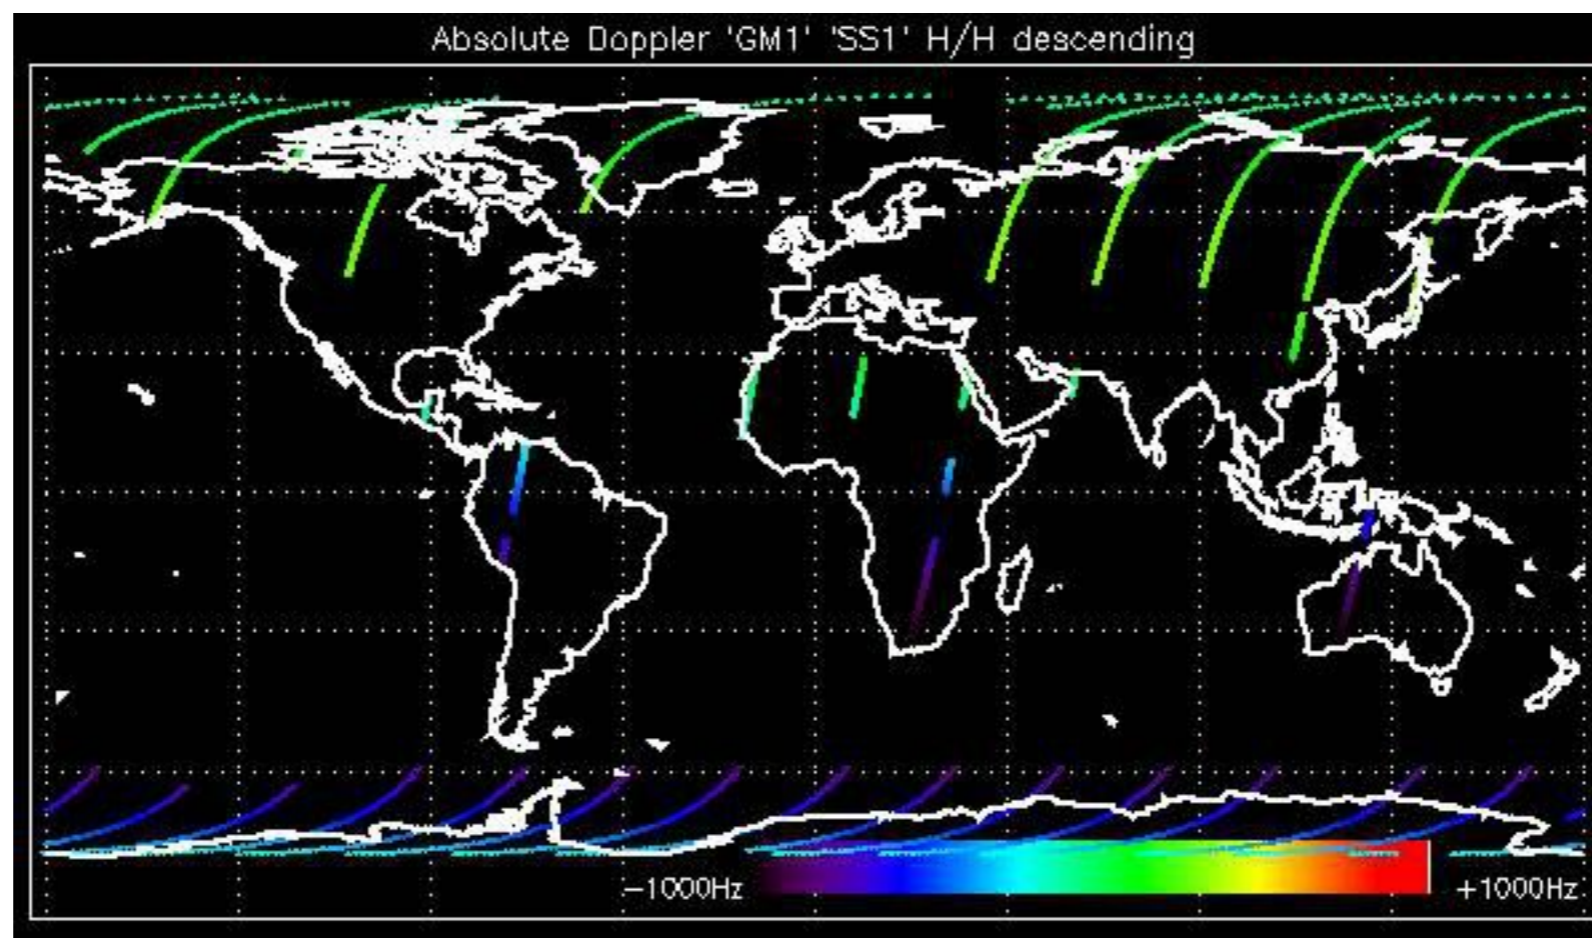 Absolute Doppler 'GM1' 'SS1' H/H descending
-1000Hz
+1000Hz